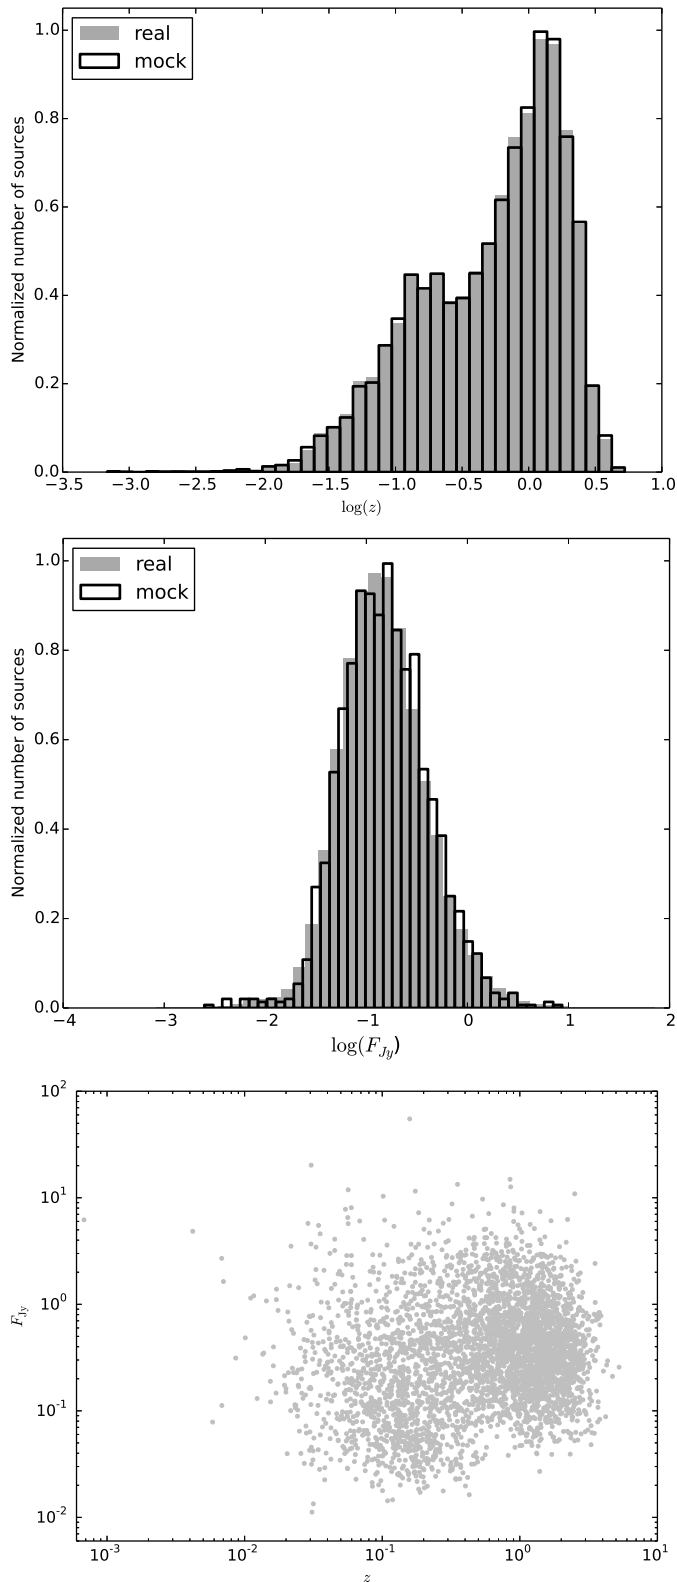 real
mock
Normalized number of sources
1.0
0.8
0.6
0.4
0.2
0.0
−3.5 −3.0 −2.5 −2.0 −1.5 −1.0 −0.5 0.0 0.5 1.0
log(z)
real
mock
Normalized number of sources
1.0
0.8
0.6
0.4
0.2
0.0
−4 −3 −2 −1 0 1 2
log(F_Jy)
F_Jy
10^2
10^1
10^0
10^-1
10^-2
10^-3 10^-2 10^-1 10^0 10^1
z